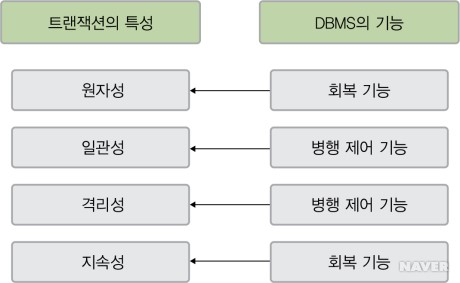 트랜잭션의 특성 DBMS의 기능
원자성 회복 기능
일관성 병행 제어 기능
격리성 병행 제어 기능
지속성 회복 기능
NAVER